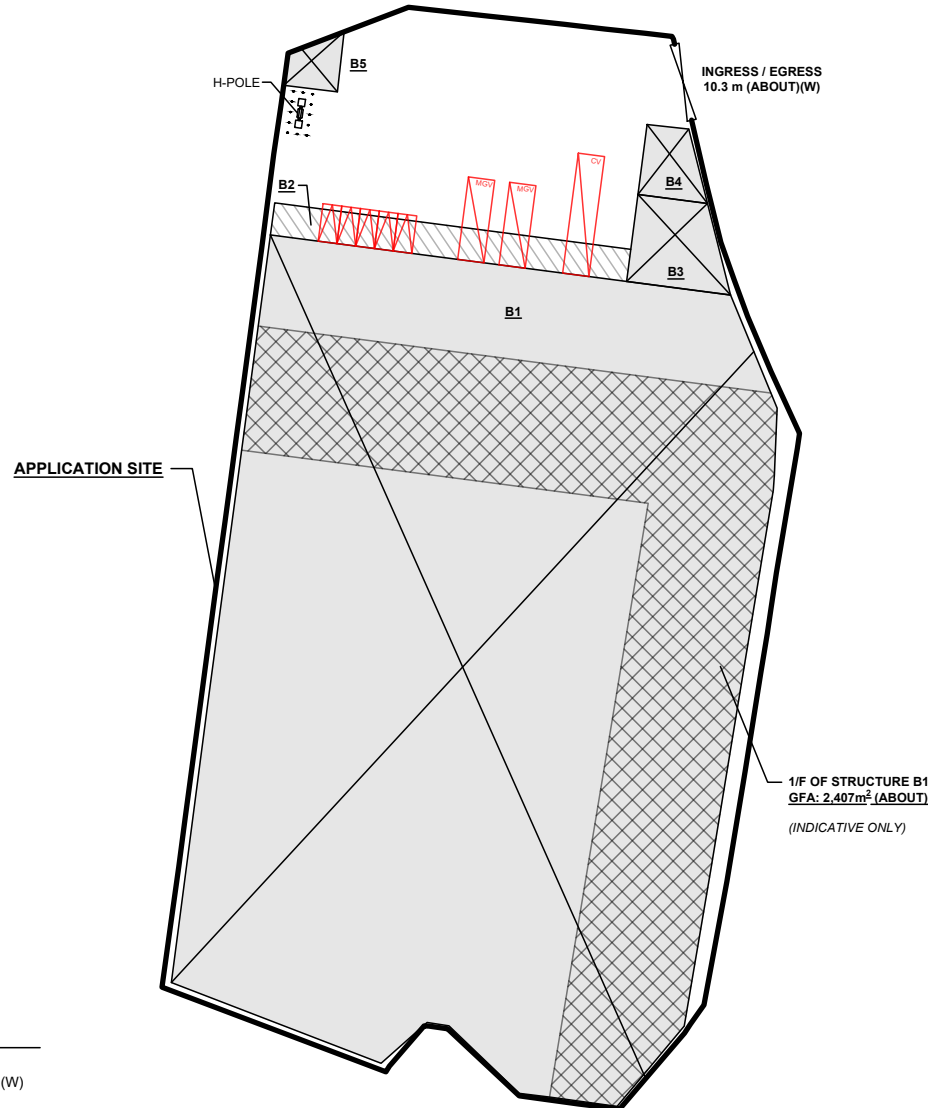 B5
INGRESS / EGRESS
10.3 m (ABOUT)(W)
H-POLE
CV
MGV
MGV
B4
B2
B3
B1
APPLICATION SITE
1/F OF STRUCTURE B1
GFA: 2,407m² (ABOUT)
(INDICATIVE ONLY)
(W)